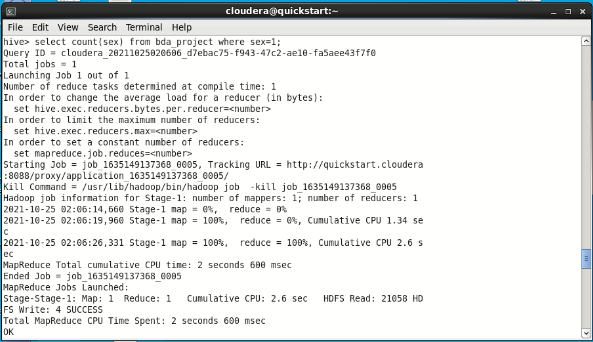 cloudera@quickstart:~
File Edit View Search Terminal Help
hive> select count(sex) from bda_project where sex=1;
Query ID = cloudera_20211025020606_d7ebac75-f943-47c2-ae10-fa5aee43f7f0
Total jobs = 1
Launching Job 1 out of 1
Number of reduce tasks determined at compile time: 1
In order to change the average load for a reducer (in bytes):
  set hive.exec.reducers.bytes.per.reducer=<number>
In order to limit the maximum number of reducers:
  set hive.exec.reducers.max=<number>
In order to set a constant number of reducers:
  set mapreduce.job.reduces=<number>
Starting Job = job_1635149137368_0005, Tracking URL = http://quickstart.cloudera
:8088/proxy/application_1635149137368_0005/
Kill Command = /usr/lib/hadoop/bin/hadoop job  -kill job_1635149137368_0005
Hadoop job information for Stage-1: number of mappers: 1; number of reducers: 1
2021-10-25 02:06:14,660 Stage-1 map = 0%,  reduce = 0%
2021-10-25 02:06:19,960 Stage-1 map = 100%,  reduce = 0%, Cumulative CPU 1.34 se
c
2021-10-25 02:06:26,331 Stage-1 map = 100%,  reduce = 100%, Cumulative CPU 2.6 s
ec
MapReduce Total cumulative CPU time: 2 seconds 600 msec
Ended Job = job_1635149137368_0005
MapReduce Jobs Launched:
Stage-Stage-1: Map: 1  Reduce: 1   Cumulative CPU: 2.6 sec   HDFS Read: 21058 HD
FS Write: 4 SUCCESS
Total MapReduce CPU Time Spent: 2 seconds 600 msec
OK